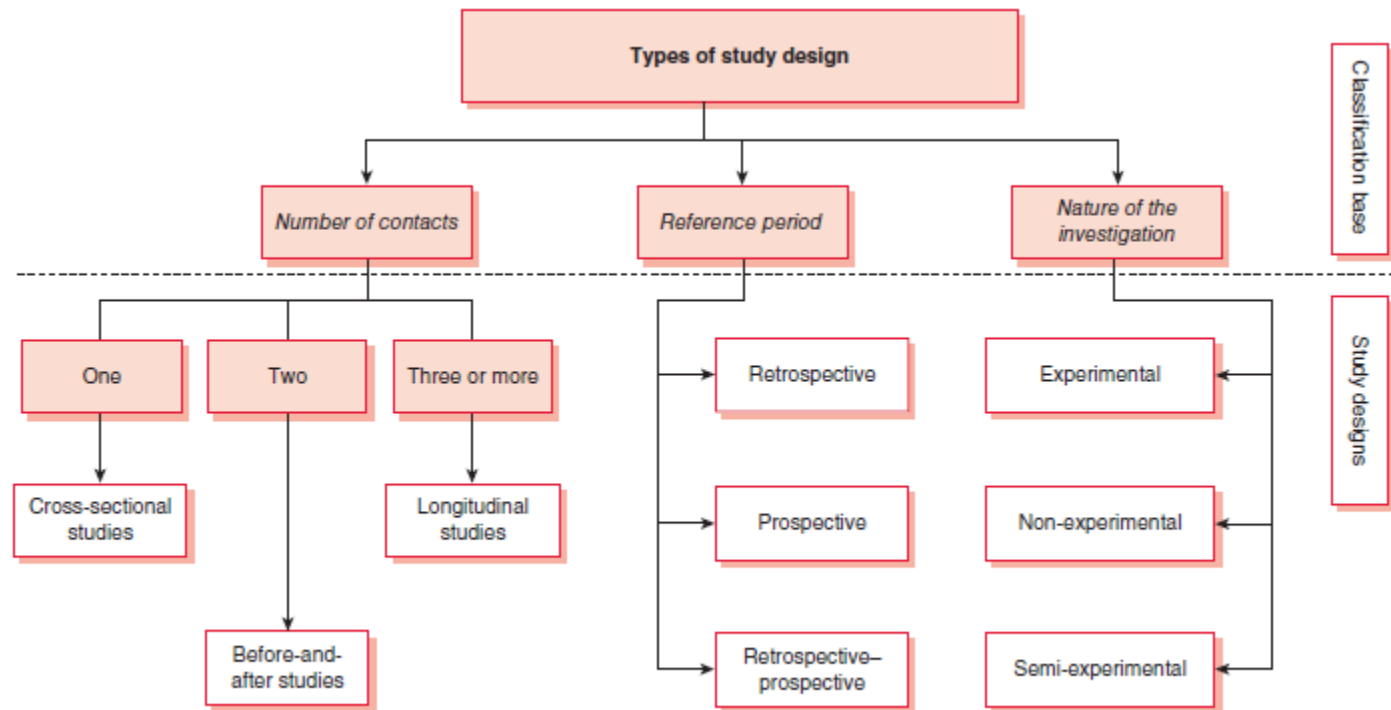 Types of study design
Classification base
Number of contacts
Reference period
Nature of the
investigation
Study designs
One
Two
Three or more
Retrospective
Experimental
Cross-sectional
studies
Longitudinal
studies
Prospective
Non-experimental
Before-and-
after studies
Retrospective–
prospective
Semi-experimental